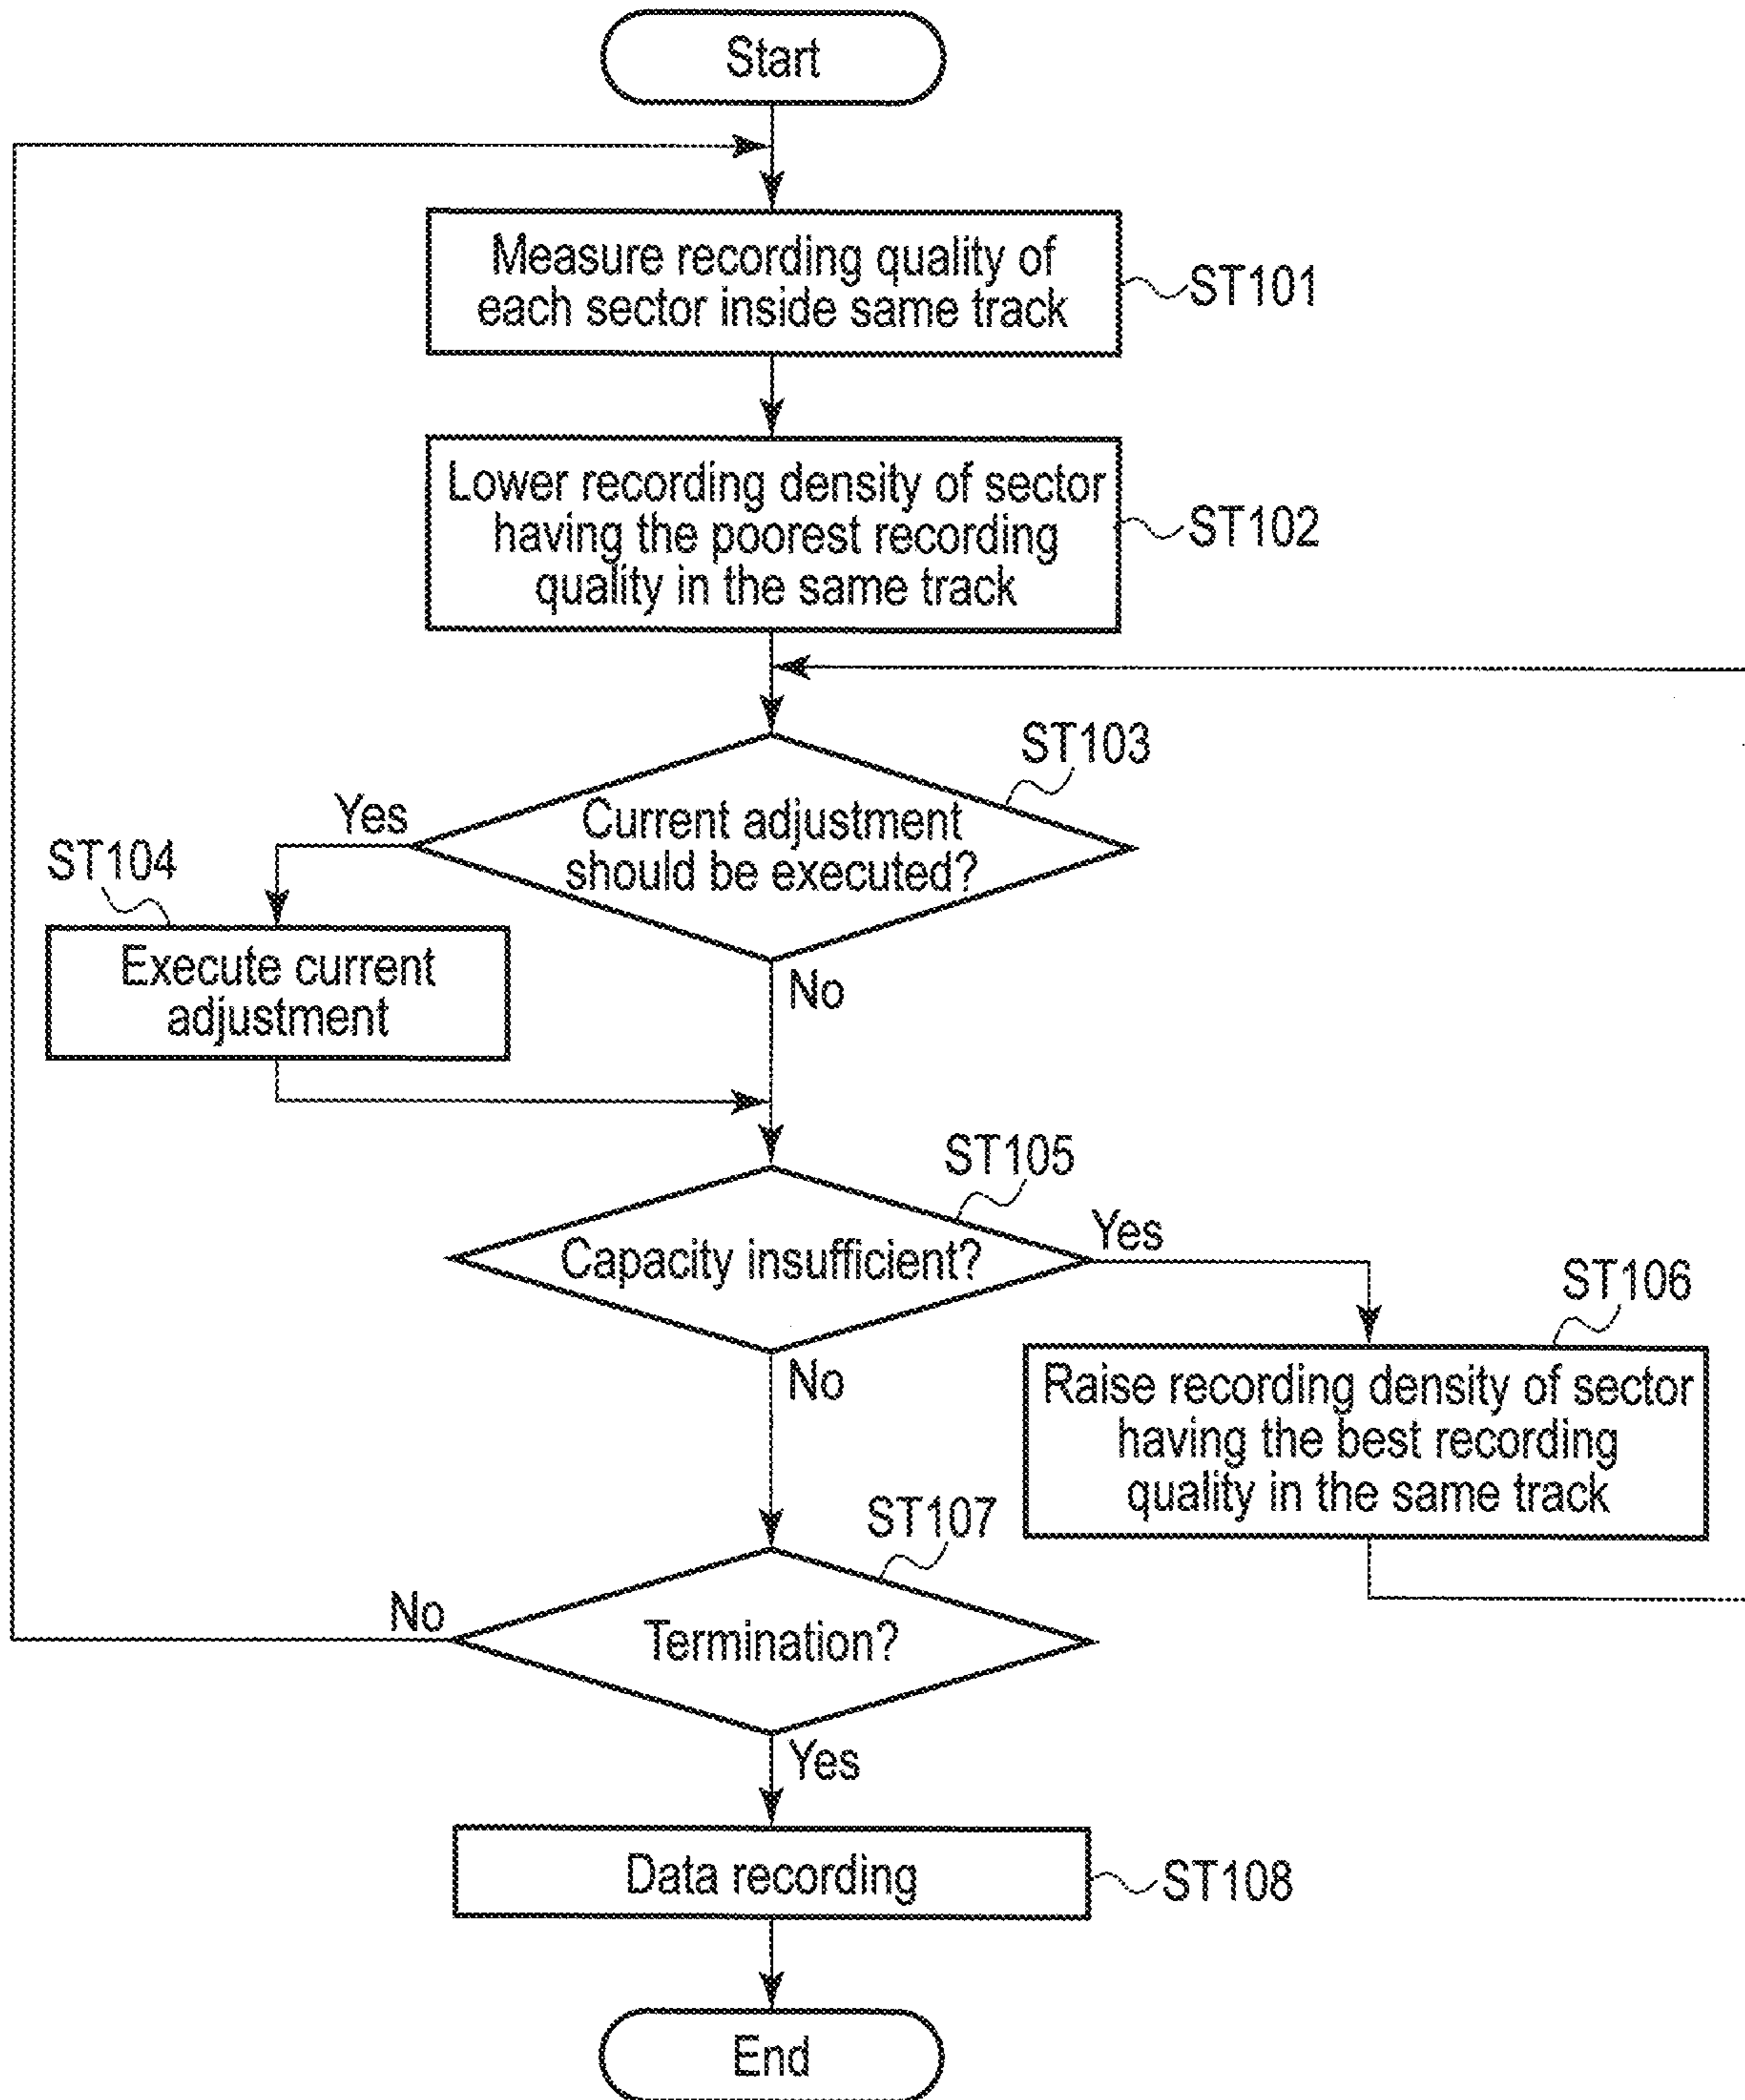 Start
Measure recording quality of
each sector inside same track
ST101
Lower recording density of sector
having the poorest recording
quality in the same track
ST102
ST103
Current adjustment
should be executed?
Yes
ST104
Execute current
adjustment
No
ST105
Capacity insufficient?
Yes
ST106
Raise recording density of sector
having the best recording
quality in the same track
No
ST107
Termination?
No
Yes
Data recording
ST108
End